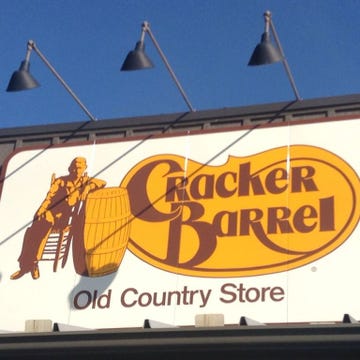 Cracker
Barrel
®
Old Country Store